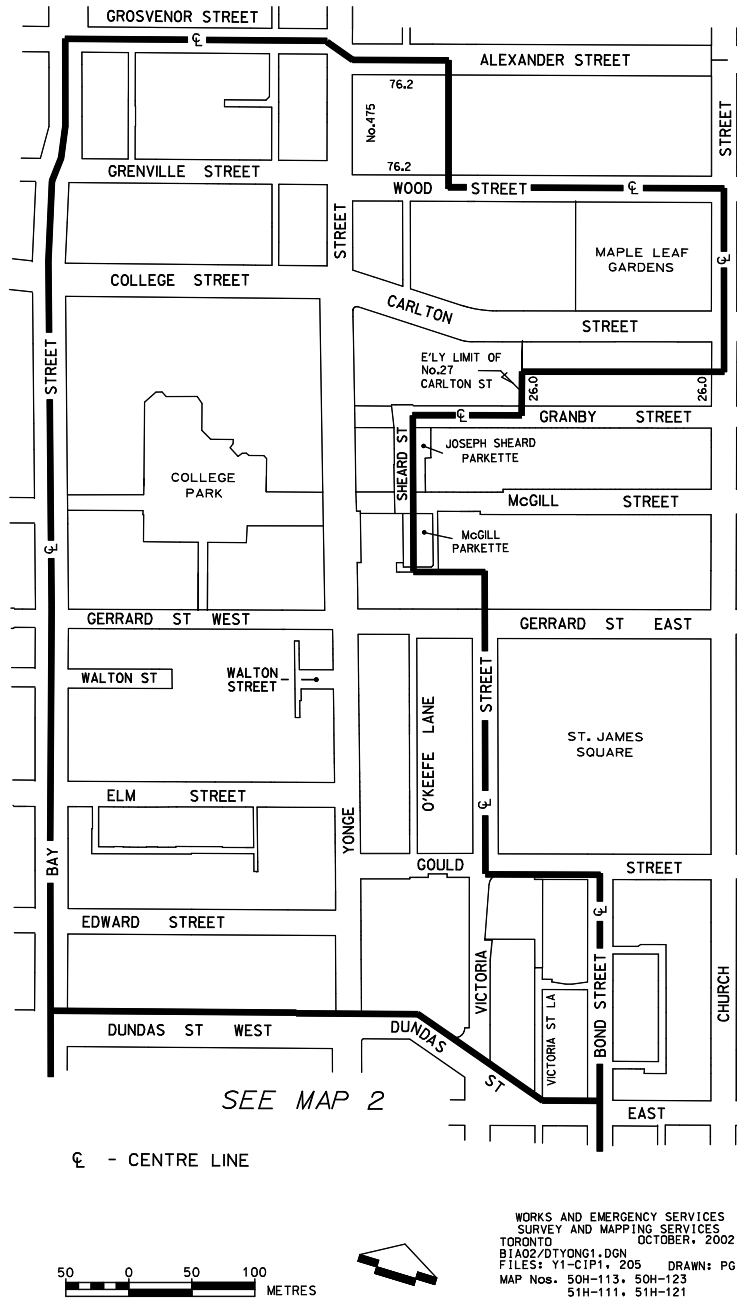 GROSVENOR STREET
℄
ALEXANDER STREET
76.2
No.475
STREET
76.2
GRENVILLE STREET
WOOD STREET ℄
STREET
MAPLE LEAF
GARDENS
℄
COLLEGE STREET
CARLTON
STREET
STREET
E'LY LIMIT OF
No.27
CARLTON ST
26.0
26.0
℄
GRANBY STREET
SHEARD ST
JOSEPH SHEARD
PARKETTE
COLLEGE
PARK
McGILL STREET
℄
McGILL
PARKETTE
GERRARD ST WEST
GERRARD ST EAST
WALTON ST
WALTON
STREET
STREET
O'KEEFE LANE
ST. JAMES
SQUARE
ELM STREET
℄
YONGE
BAY
GOULD
STREET
EDWARD STREET
℄
VICTORIA
VICTORIA ST LA
BOND STREET
CHURCH
DUNDAS ST WEST
DUNDAS
ST
EAST
SEE MAP 2
℄ - CENTRE LINE
50 0 50 100
METRES
WORKS AND EMERGENCY SERVICES
SURVEY AND MAPPING SERVICES
TORONTO OCTOBER, 2002
BIA02/DTYONG1.DGN
FILES: Y1-CIP1, 205 DRAWN: PG
MAP Nos. 50H-113, 50H-123
51H-111, 51H-121